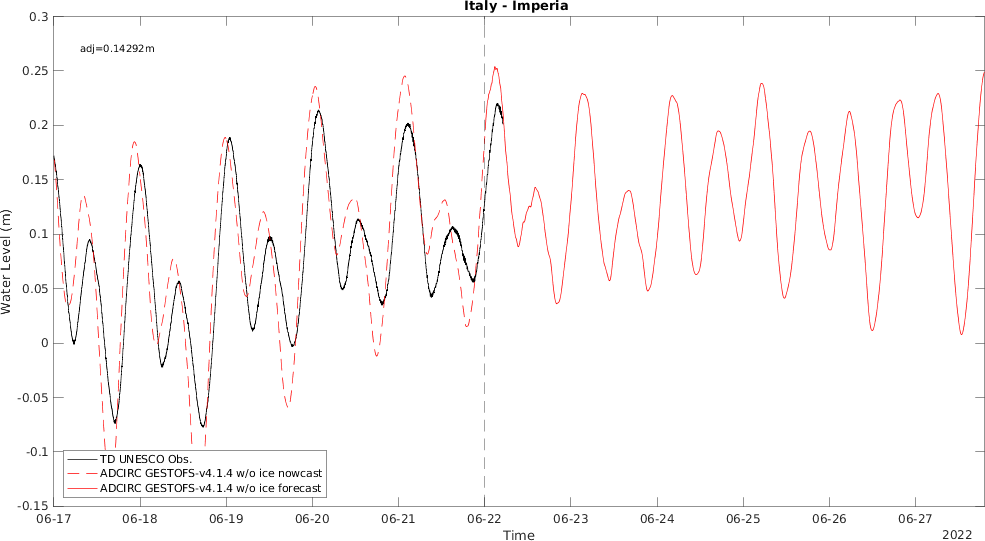 Italy - Imperia
adj=0.14292m
0.3
0.25
0.2
0.15
0.1
0.05
0
-0.05
-0.1
-0.15
Water Level (m)
TD UNESCO Obs.
ADCIRC GESTOFS-v4.1.4 w/o ice nowcast
ADCIRC GESTOFS-v4.1.4 w/o ice forecast
06-17 06-18 06-19 06-20 06-21 06-22 06-23 06-24 06-25 06-26 06-27
Time
2022